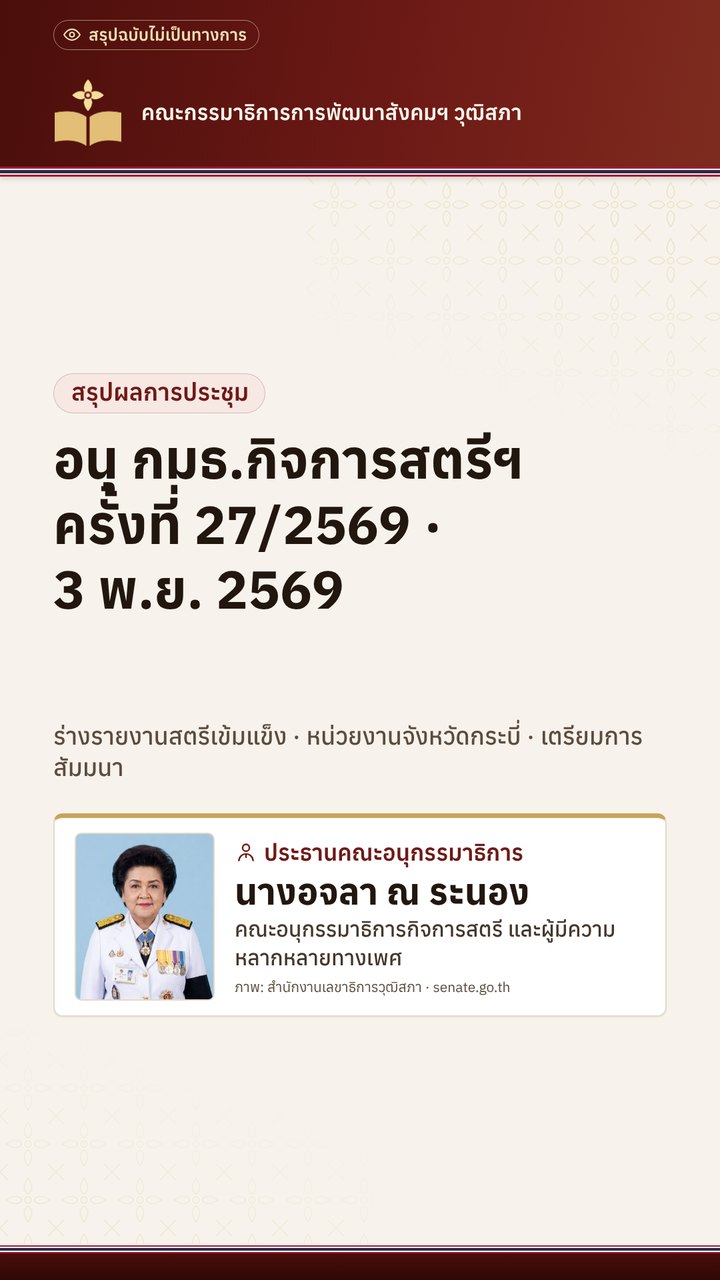 สรุปฉบับไม่เป็นทางการ
คณะกรรมาธิการการพัฒนาสังคมฯ วุฒิสภา
สรุปผลการประชุม
อนุ กมธ.กิจการสตรีฯ
ครั้งที่ 27/2569 ·
3 พ.ย. 2569
ร่างรายงานสตรีเข้มแข็ง · หน่วยงานจังหวัดกระบี่ · เตรียมการ
สัมมนา
ประธานคณะอนุกรรมาธิการ
นางอจลา ณ ระนอง
คณะอนุกรรมาธิการกิจการสตรี และผู้มีความ
หลากหลายทางเพศ
ภาพ: สำนักงานเลขาธิการวุฒิสภา · senate.go.th